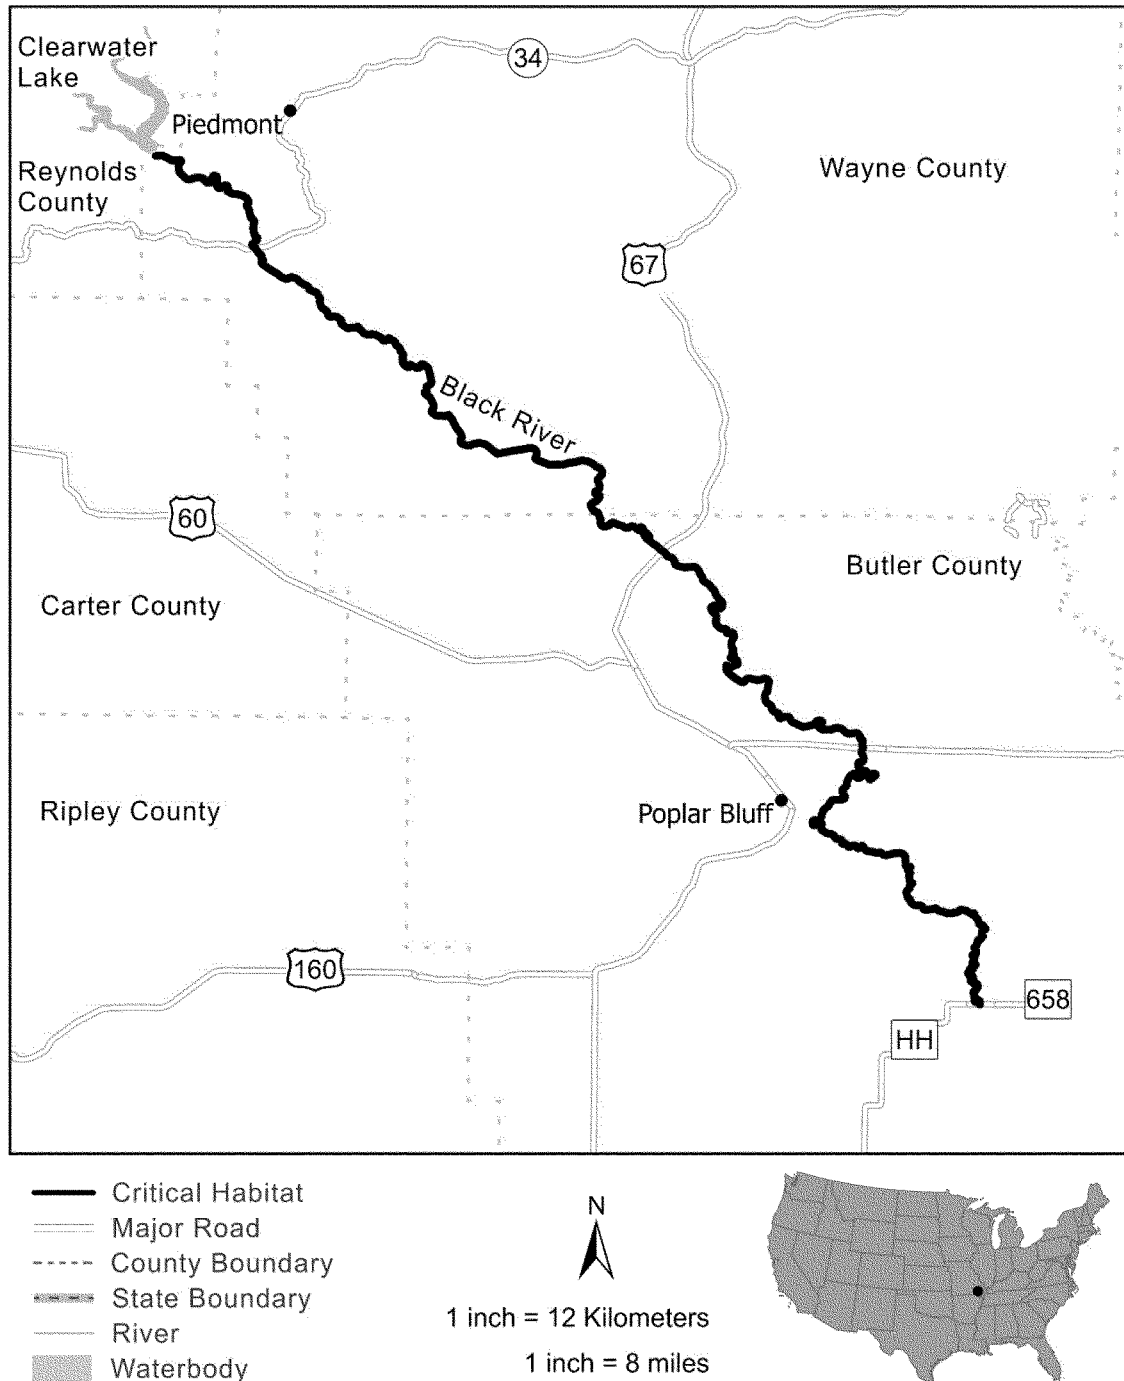 Clearwater
Lake
34
Piedmont
Reynolds
County
Wayne County
67
Black River
60
Butler County
Carter County
Ripley County
Poplar Bluff
160
658
HH
Critical Habitat
Major Road
County Boundary
State Boundary
River
Waterbody
N
1 inch = 12 Kilometers
1 inch = 8 miles